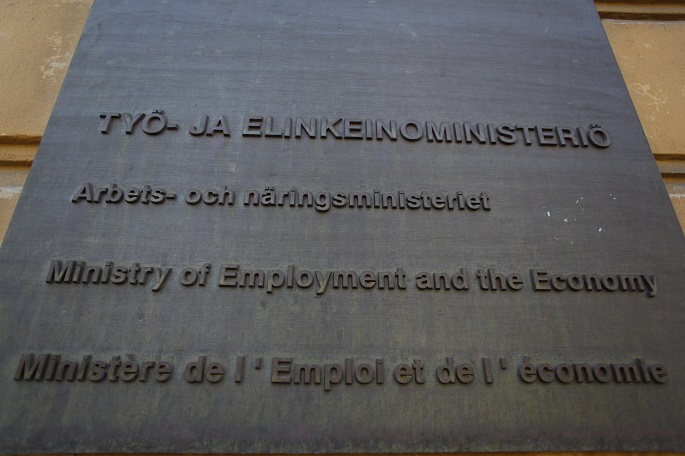 TYÖ- JA ELINKEINOMINISTERIÖ
Arbets- och näringsministeriet
Ministry of Employment and the Economy
Ministère de l ' Emploi et de l ' économie